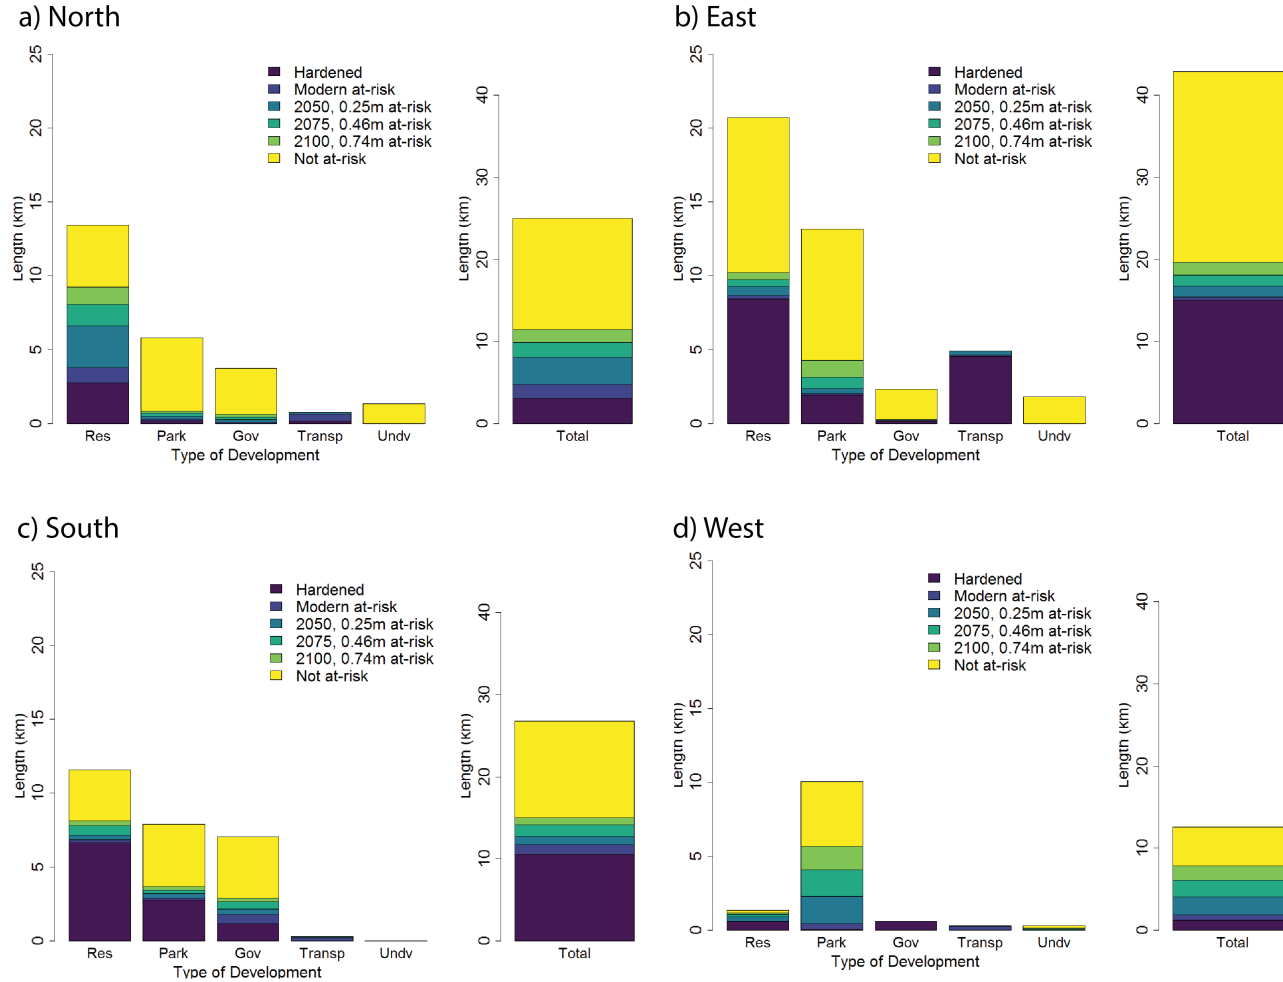 a) North
25
20
15
10
5
0
Length (km)
Hardened
Modern at-risk
2050, 0.25m at-risk
2075, 0.46m at-risk
2100, 0.74m at-risk
Not at-risk
Res Park Gov Transp Undv
Type of Development
40
30
20
10
0
Length (km)
Total
b) East
25
20
15
10
5
0
Length (km)
Hardened
Modern at-risk
2050, 0.25m at-risk
2075, 0.46m at-risk
2100, 0.74m at-risk
Not at-risk
Res Park Gov Transp Undv
Type of Development
40
30
20
10
0
Length (km)
Total
c) South
25
20
15
10
5
0
Length (km)
Hardened
Modern at-risk
2050, 0.25m at-risk
2075, 0.46m at-risk
2100, 0.74m at-risk
Not at-risk
Res Park Gov Transp Undv
Type of Development
40
30
20
10
0
Length (km)
Total
d) West
25
20
15
10
5
0
Length (km)
Hardened
Modern at-risk
2050, 0.25m at-risk
2075, 0.46m at-risk
2100, 0.74m at-risk
Not at-risk
Res Park Gov Transp Undv
Type of Development
40
30
20
10
0
Length (km)
Total